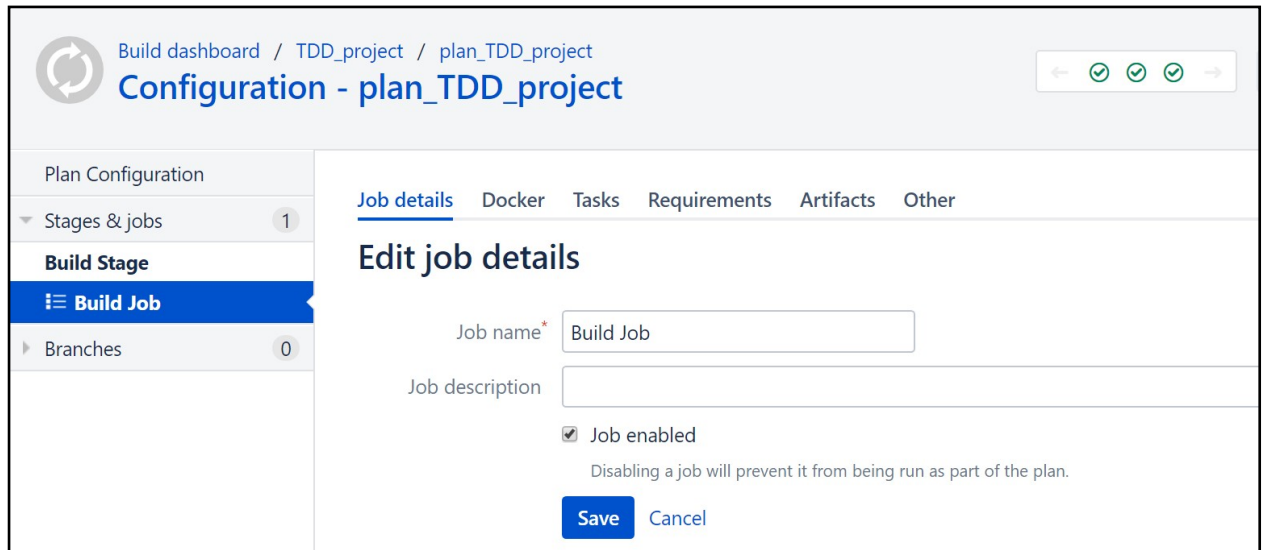 Build dashboard / TDD_project / plan_TDD_project
Configuration - plan_TDD_project
Plan Configuration
Stages & jobs 1
Build Stage
Build Job
Branches 0
Job details Docker Tasks Requirements Artifacts Other
Edit job details
Job name* Build Job
Job description
Job enabled
Disabling a job will prevent it from being run as part of the plan.
Save Cancel